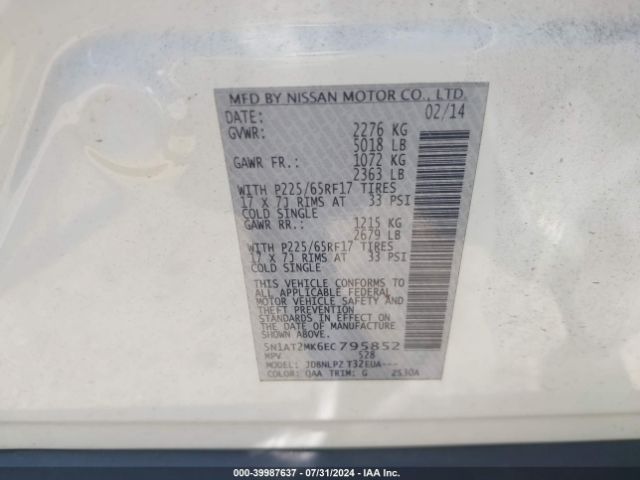 MFD BY NISSAN MOTOR CO., LTD.
DATE: 02/14
GVWR: 2276 KG
5018 LB
GAWR FR.: 1072 KG
2363 LB
WITH P225/65RF17 TIRES
17 X 7J RIMS AT 33 PSI
COLD SINGLE
GAWR RR.: 1215 KG
2679 LB
WITH P225/65RF17 TIRES
17 X 7J RIMS AT 33 PSI
COLD SINGLE
THIS VEHICLE CONFORMS TO
ALL APPLICABLE FEDERAL
MOTOR VEHICLE SAFETY AND
THEFT PREVENTION
STANDARDS IN EFFECT ON
THE DATE OF MANUFACTURE
SHOWN ABOVE.
5N1AT2MK6EC795852
MPV 528
MODEL: JDBNLPZ T32EUA---
COLOR: QAA TRIM: G 2530A
000-39987637 - 07/31/2024 - IAA Inc.